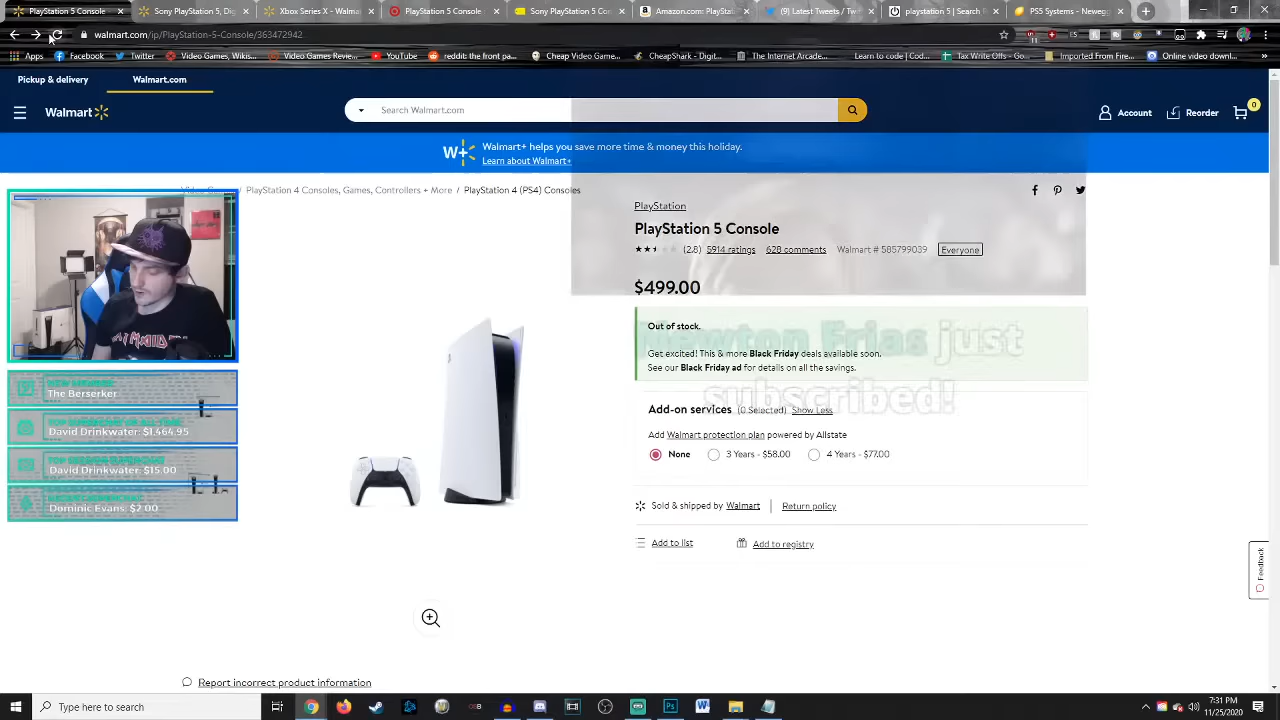 PlayStation 5 Console
Sony PlayStation 5, Dig
Xbox Series X - Walmar
PlayStation 5 Console
Sony PlayStation 5 Con
Amazon.com: PlaySta
(9) Latest Tweets / Tw
playstation 5 | Search
PS5 Systems - Newegg
walmart.com/ip/PlayStation-5-Console/363472942
Apps
Facebook
Twitter
Video Games, Wikis...
Video Games Review...
YouTube
reddit: the front pa...
Cheap Video Game...
CheapShark - Digit...
The Internet Arcade...
Learn to code | Cod...
Tax Write Offs - Go...
Imported From Fire...
Online video downl...
Pickup & delivery
Walmart.com
Walmart
Search Walmart.com
Account
Reorder
0
W+
Walmart+ helps you save more time & money this holiday.
Learn about Walmart+
PlayStation 4 Consoles, Games, Controllers + More / PlayStation 4 (PS4) Consoles
PlayStation
PlayStation 5 Console
(2.8) 5914 ratings 628 comments Walmart # 585799039 Everyone
$499.00
just
subscribed!
Out of stock.
Get excited! This & more Black Friday deals available soon.
See our Black Friday ad for details on all the savings.
Add-on services (0 Selected) Show Less
Add Walmart protection plan powered by Allstate
None
3 Years - $58.00
4 Years - $77.00
Sold & shipped by Walmart | Return policy
Add to list
Add to registry
The Berserker
David Drinkwater: $1,464.95
David Drinkwater: $15.00
Dominic Evans: $2.00
Feedback
Report incorrect product information
Type here to search
7:31 PM
11/25/2020